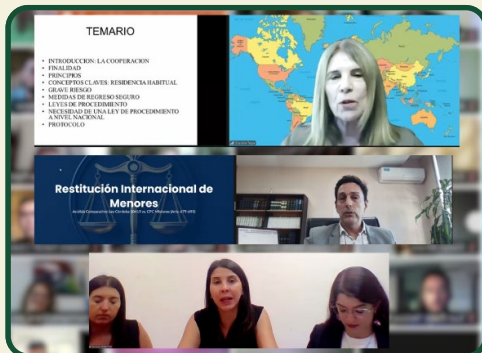 TEMARIO
• INTRODUCCION: LA COOPERACION
• FINALIDAD
• PRINCIPIOS
• CONCEPTOS CLAVES: RESIDENCIA HABITUAL
• GRAVE RIESGO
• MEDIDAS DE REGRESO SEGURO
• LEYES DE PROCEDIMIENTO
• NECESIDAD DE UNA LEY DE PROCEDIMIENTO
A NIVEL NACIONAL
• PROTOCOLO
Restitución Internacional de
Menores